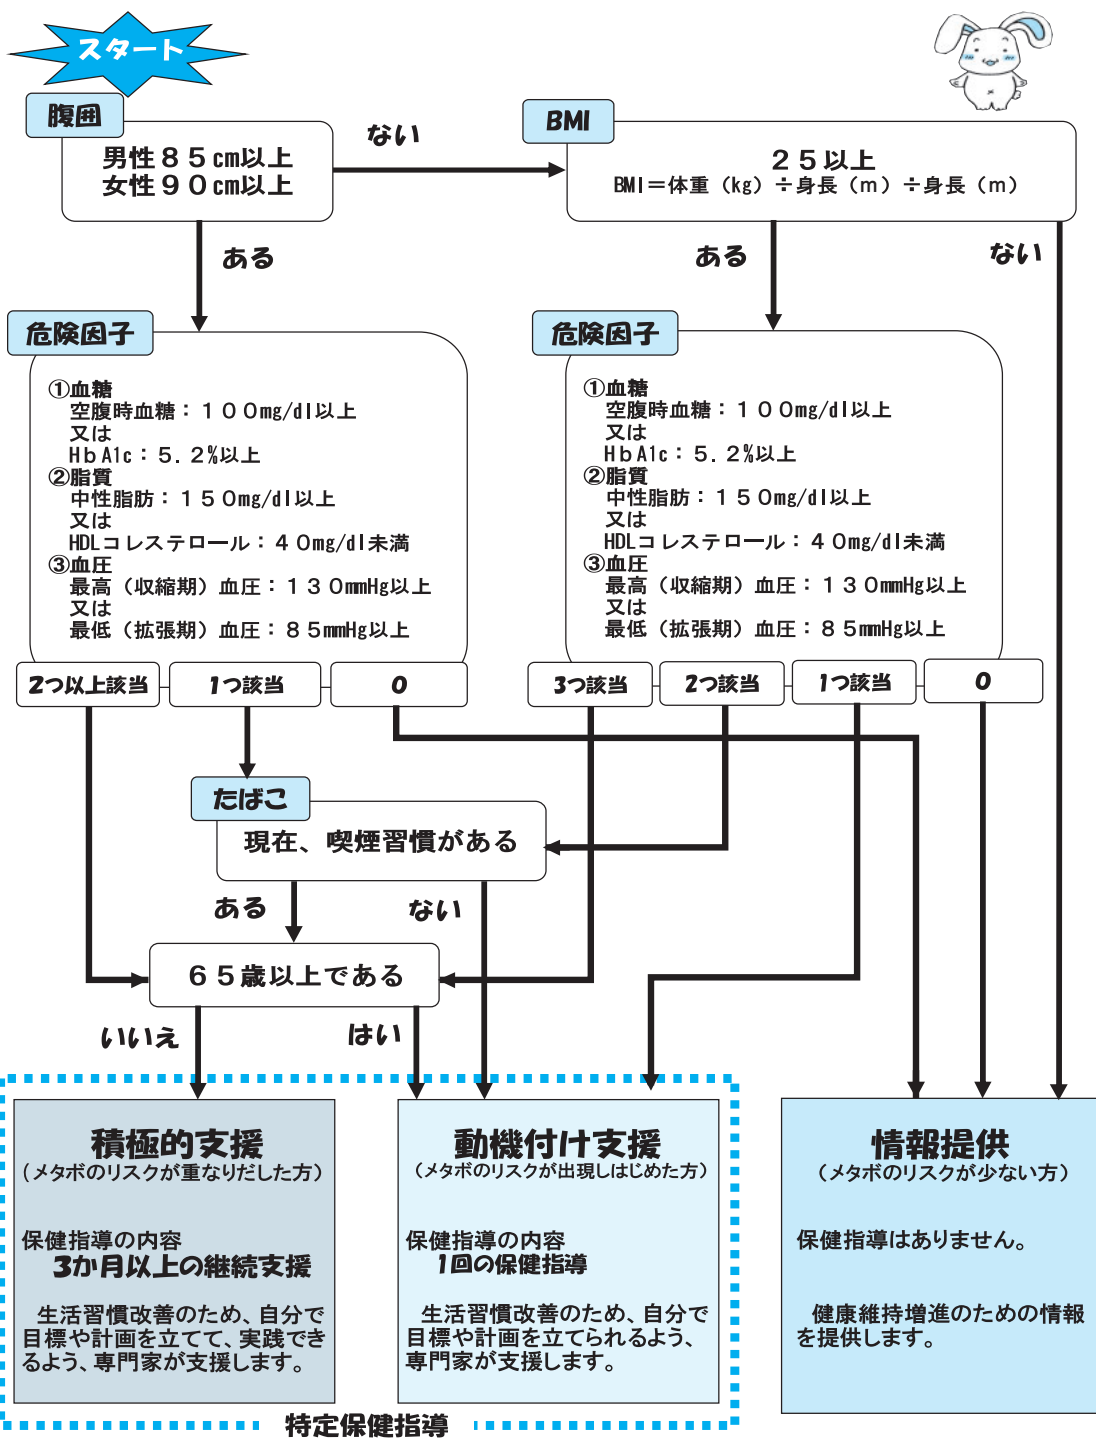 スタート
腹囲
男性８５cm以上
女性９０cm以上
ない
BMI
２５以上
BMI＝体重（kg）÷身長（m）÷身長（m）
ある
ある
ない
危険因子
①血糖
空腹時血糖：１００mg/dl以上
又は
HbA1c：５．２%以上
②脂質
中性脂肪：１５０mg/dl以上
又は
HDLコレステロール：４０mg/dl未満
③血圧
最高（収縮期）血圧：１３０mmHg以上
又は
最低（拡張期）血圧：８５mmHg以上
2つ以上該当
1つ該当
0
危険因子
①血糖
空腹時血糖：１００mg/dl以上
又は
HbA1c：５．２%以上
②脂質
中性脂肪：１５０mg/dl以上
又は
HDLコレステロール：４０mg/dl未満
③血圧
最高（収縮期）血圧：１３０mmHg以上
又は
最低（拡張期）血圧：８５mmHg以上
3つ該当
2つ該当
1つ該当
0
たばこ
現在、喫煙習慣がある
ある
ない
６５歳以上である
いいえ
はい
積極的支援
（メタボのリスクが重なりだした方）
保健指導の内容
3か月以上の継続支援
生活習慣改善のため、自分で
目標や計画を立てて、実践でき
るよう、専門家が支援します。
動機付け支援
（メタボのリスクが出現しはじめた方）
保健指導の内容
1回の保健指導
生活習慣改善のため、自分で
目標や計画を立てられるよう、
専門家が支援します。
情報提供
（メタボのリスクが少ない方）
保健指導はありません。
健康維持増進のための情報
を提供します。
特定保健指導